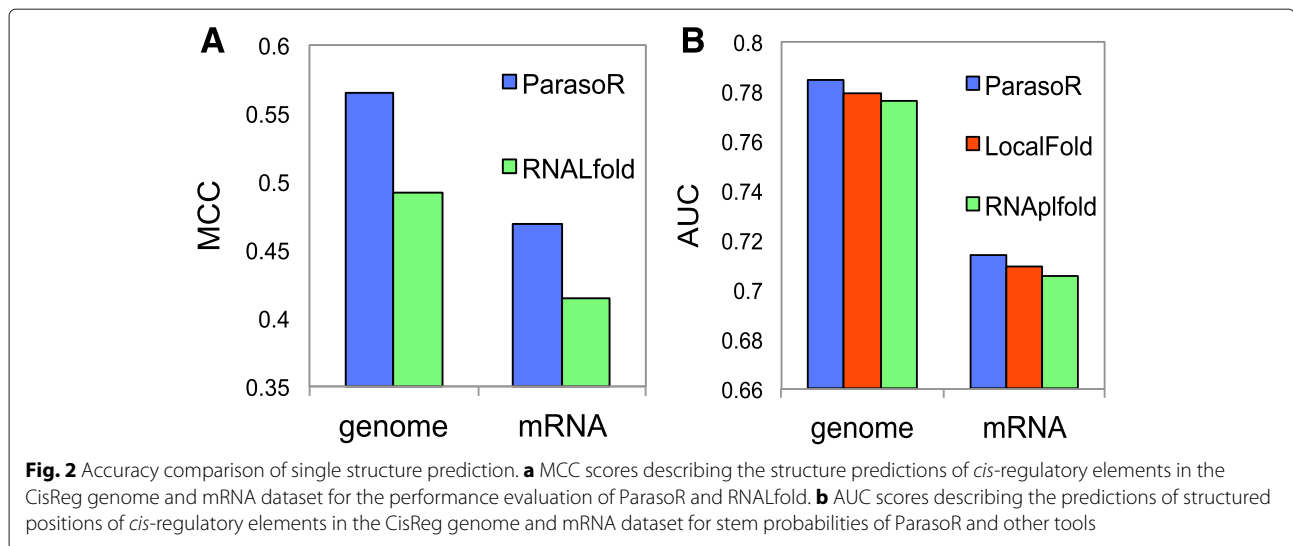 A
0.6
0.55
0.5
0.45
0.4
0.35
MCC
ParasoR
RNALfold
genome
mRNA
B
0.8
0.78
0.76
0.74
0.72
0.7
0.68
0.66
AUC
ParasoR
LocalFold
RNAplfold
genome
mRNA
Fig. 2 Accuracy comparison of single structure prediction. a MCC scores describing the structure predictions of cis-regulatory elements in the
CisReg genome and mRNA dataset for the performance evaluation of ParasoR and RNALfold. b AUC scores describing the predictions of structured
positions of cis-regulatory elements in the CisReg genome and mRNA dataset for stem probabilities of ParasoR and other tools